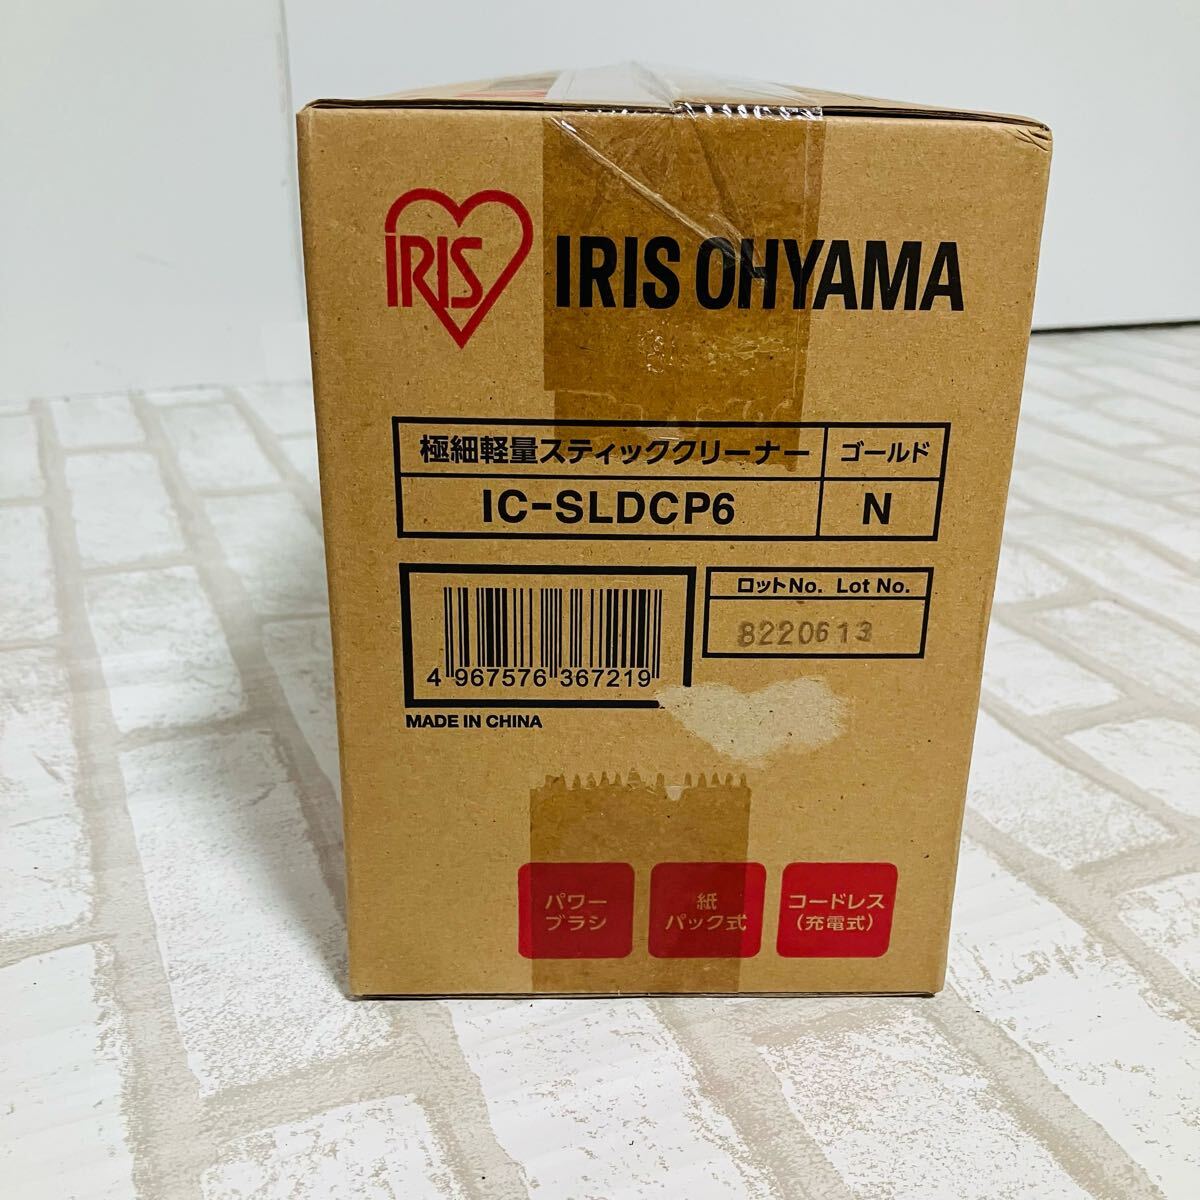 IRIS
IRIS OHYAMA
極細軽量スティッククリーナー
ゴールド
IC-SLDCP6
N
ロットNo. Lot No.
8220613
4 967576 367219
MADE IN CHINA
パワー
ブラシ
紙
パック式
コードレス
(充電式)